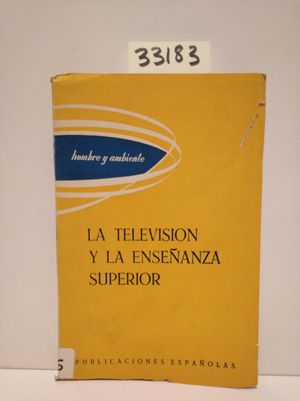 33183
hombre y ambiente
LA TELEVISION
Y LA ENSEÑANZA
SUPERIOR
5
PUBLICACIONES ESPAÑOLAS